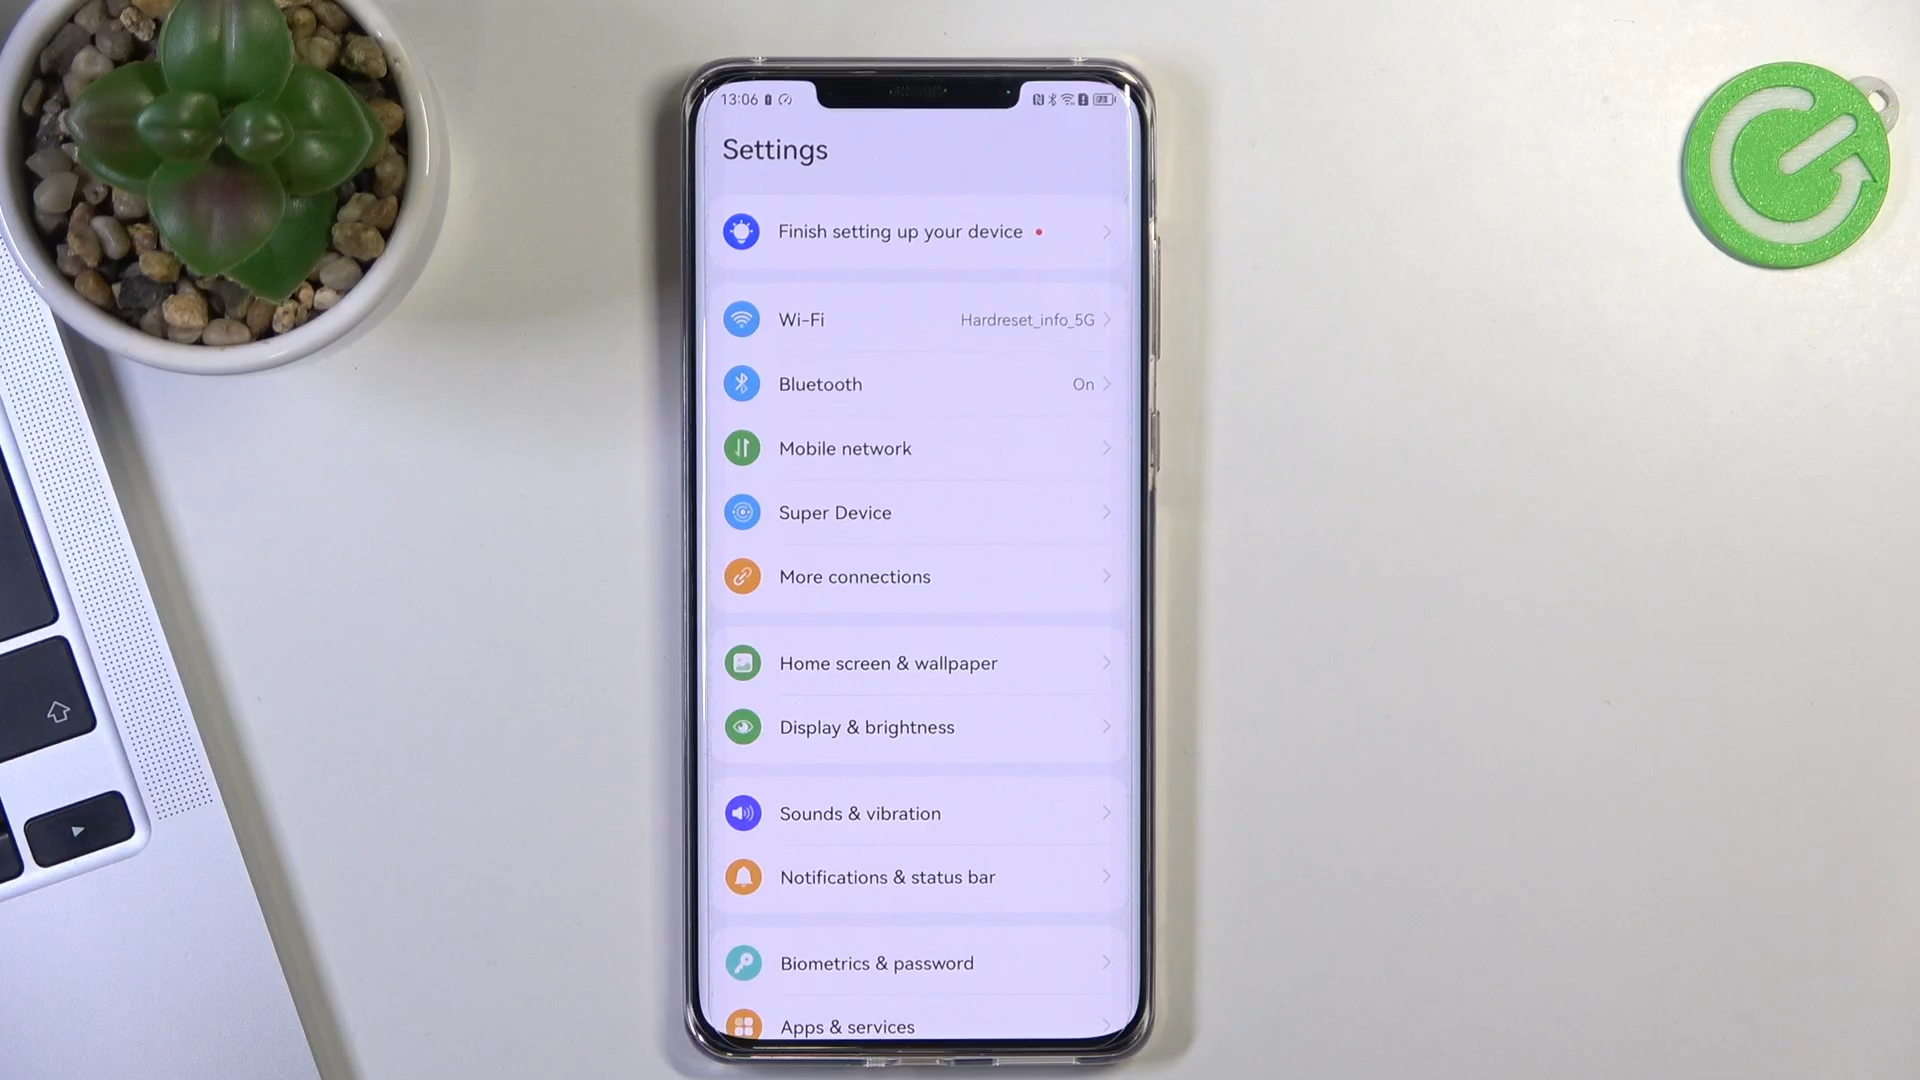 13:06
Settings
Finish setting up your device
Wi-Fi Hardreset_info_5G
Bluetooth On
Mobile network
Super Device
More connections
Home screen & wallpaper
Display & brightness
Sounds & vibration
Notifications & status bar
Biometrics & password
Apps & services